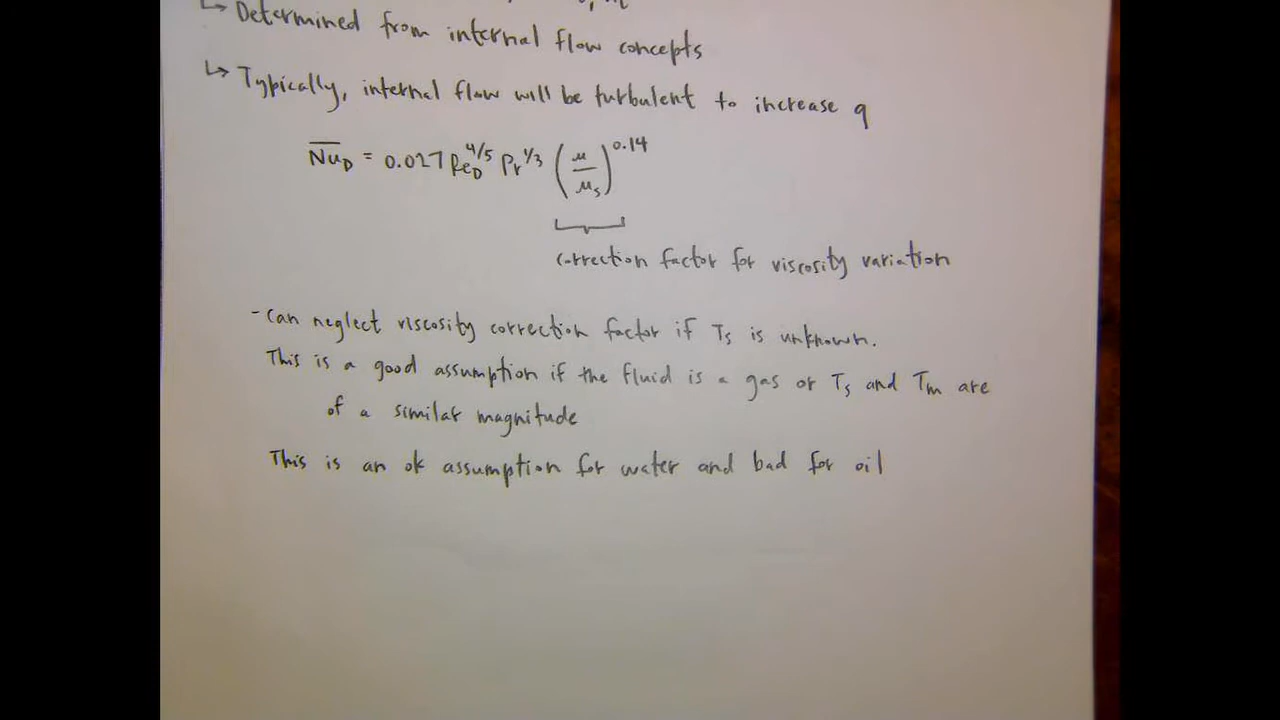 ↳ Determined from internal flow concepts
↳ Typically, internal flow will be turbulent to increase q
N̅u̅_D = 0.027 Re_D^4/5 Pr^1/3 (μ/μ_s)^0.14
correction factor for viscosity variation
- Can neglect viscosity correction factor if T_s is unknown.
This is a good assumption if the fluid is a gas or T_s and T_m are
of a similar magnitude
This is an ok assumption for water and bad for oil